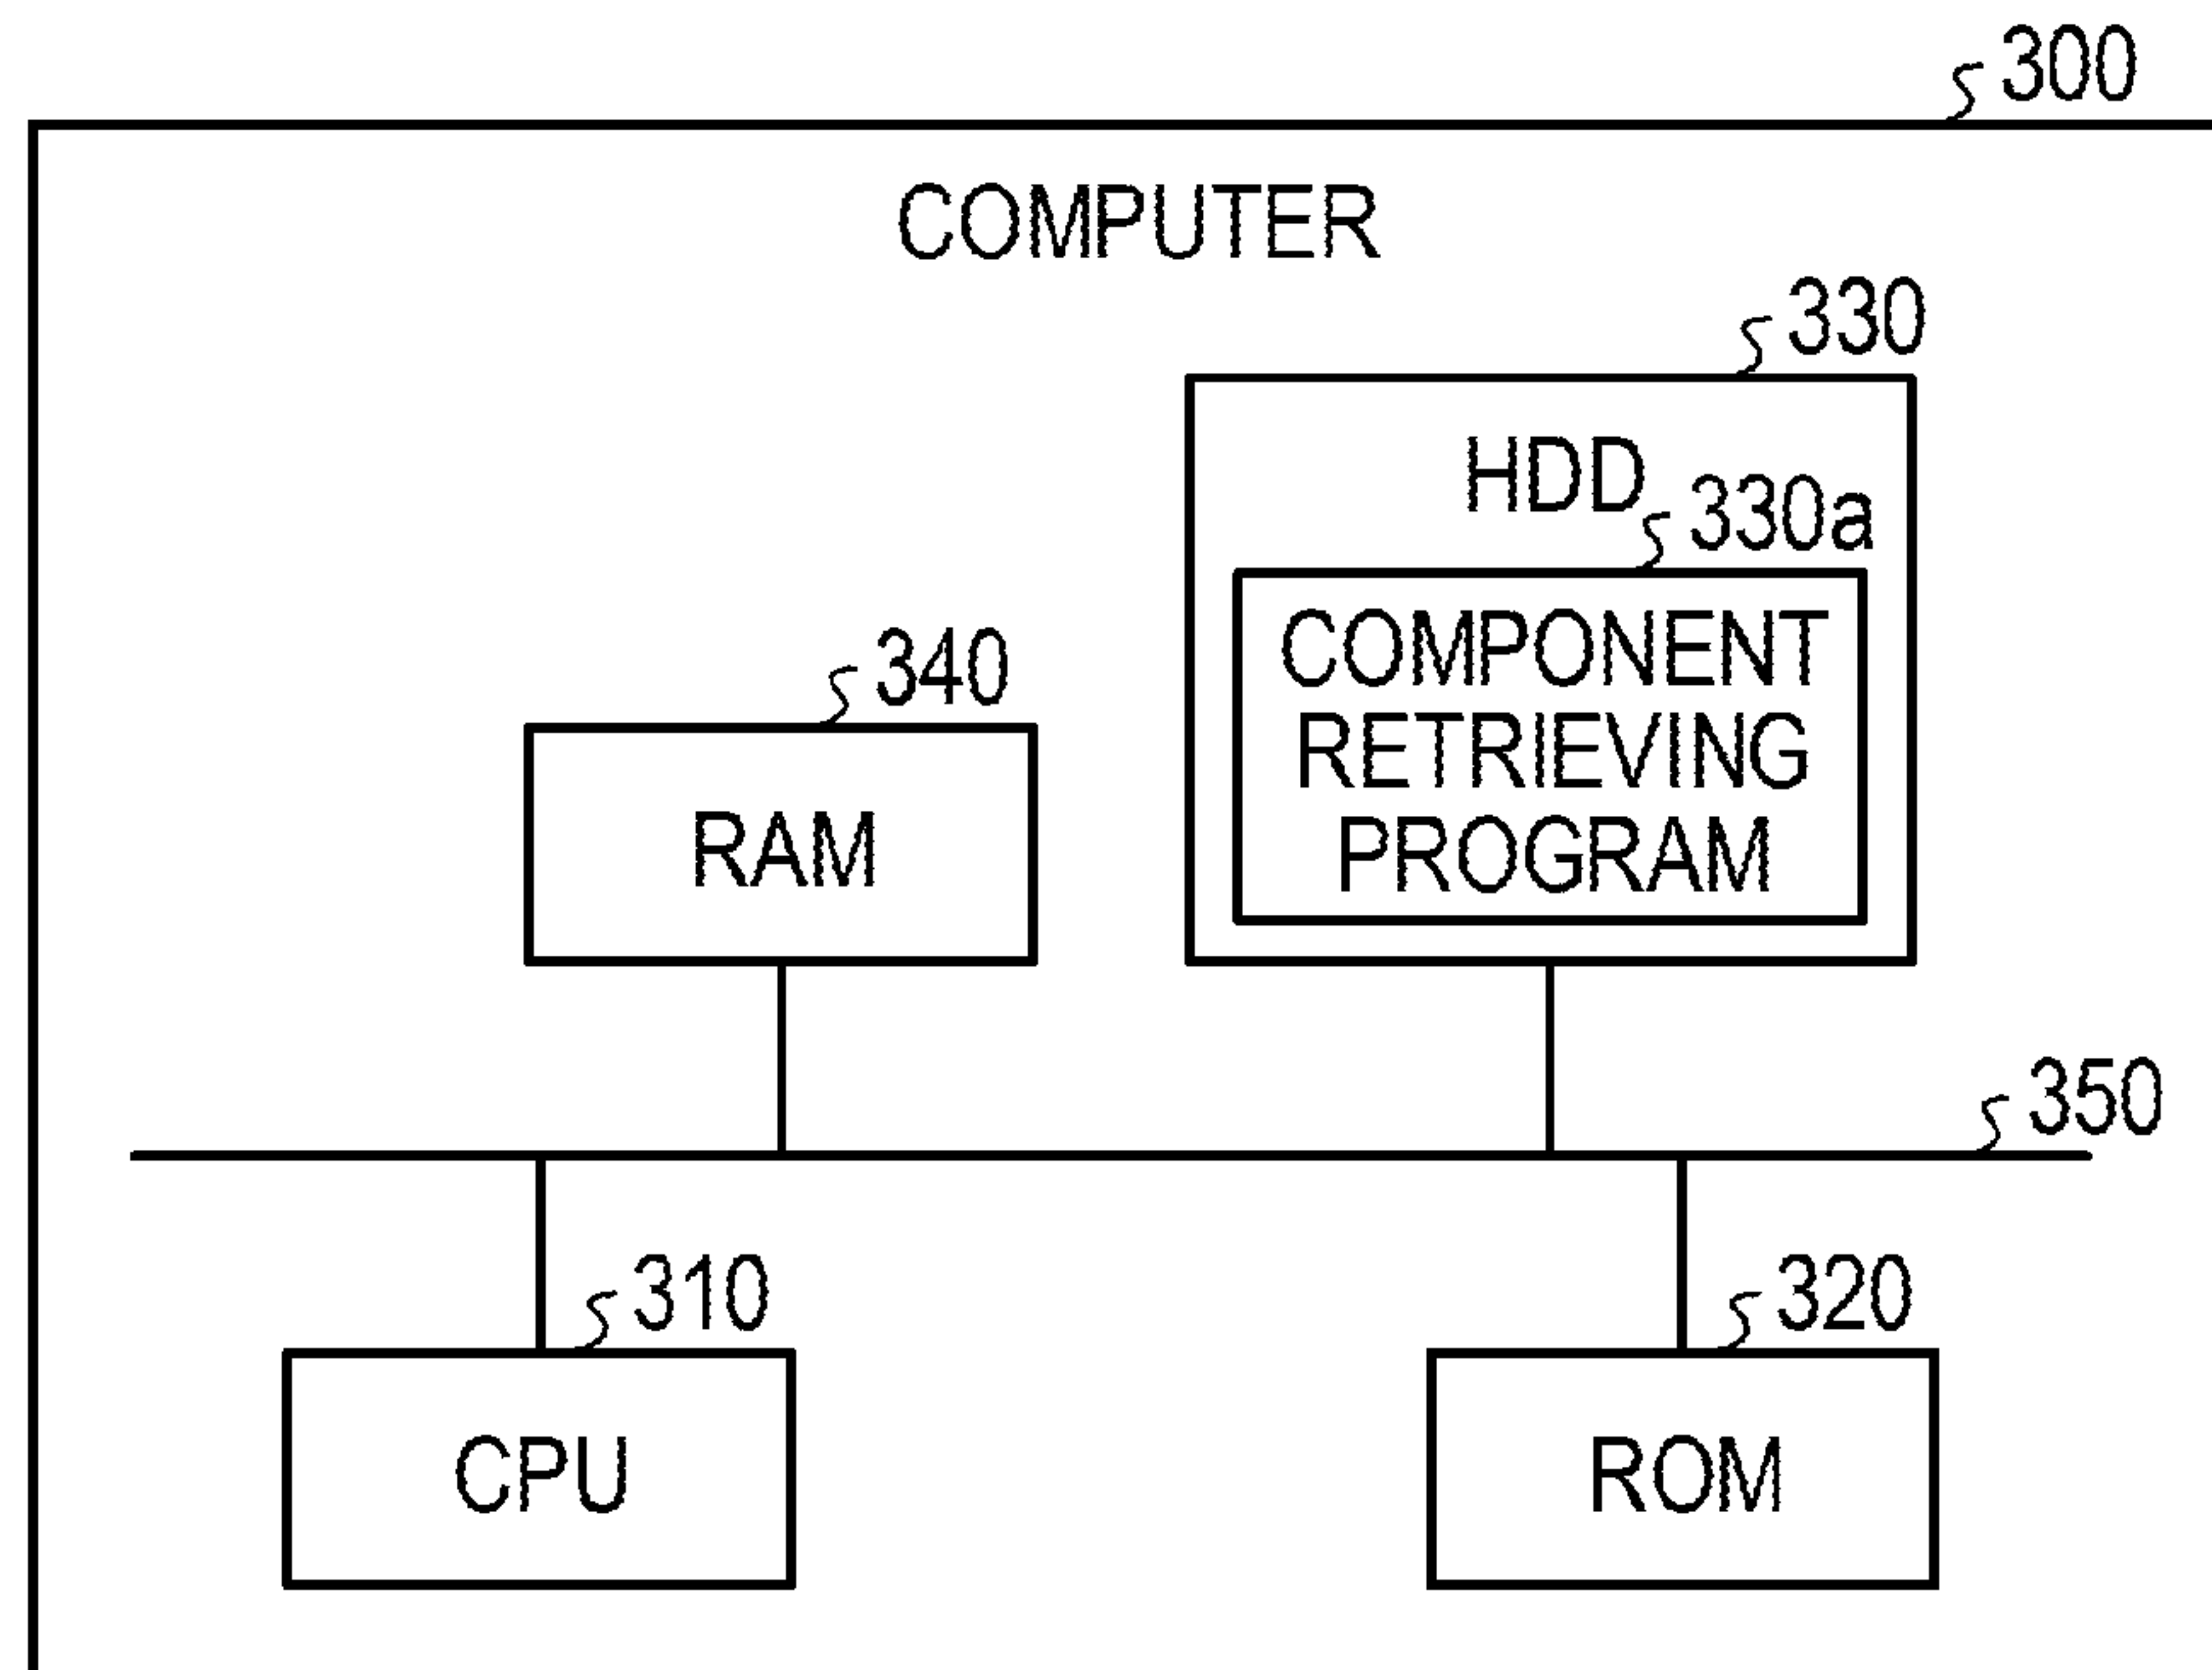 300
COMPUTER
330
HDD
330a
COMPONENT
RETRIEVING
PROGRAM
340
RAM
350
310
CPU
320
ROM